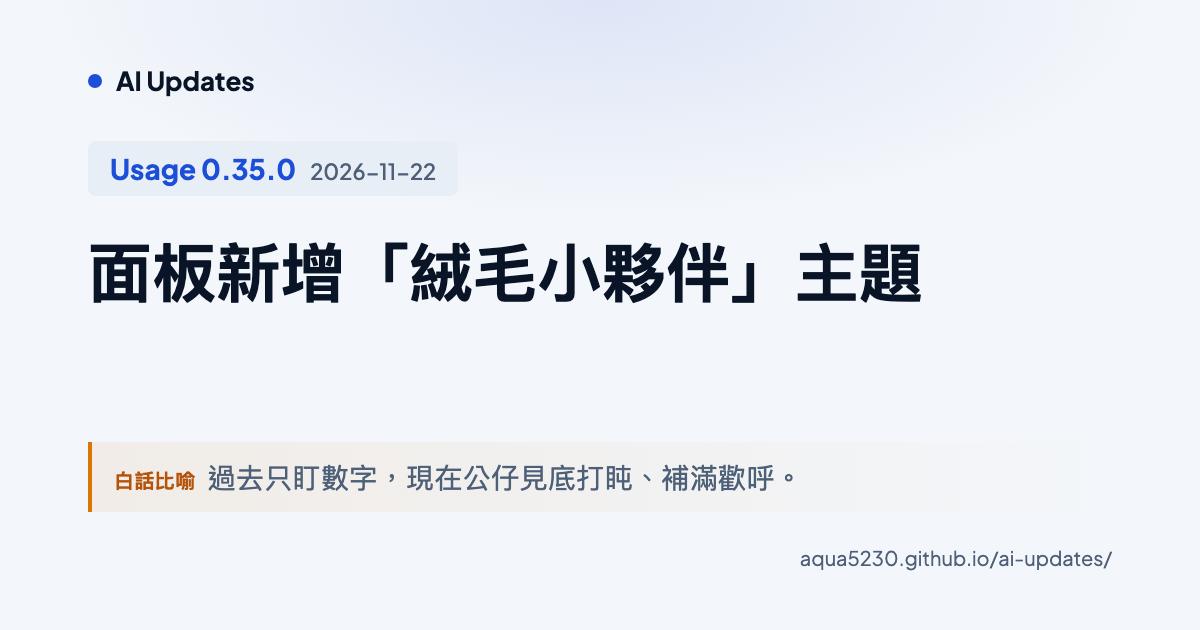 AI Updates
Usage 0.35.0 2026-11-22
面板新增「絨毛小夥伴」主題
白話比喻 過去只盯數字，現在公仔見底打盹、補滿歡呼。
aqua5230.github.io/ai-updates/